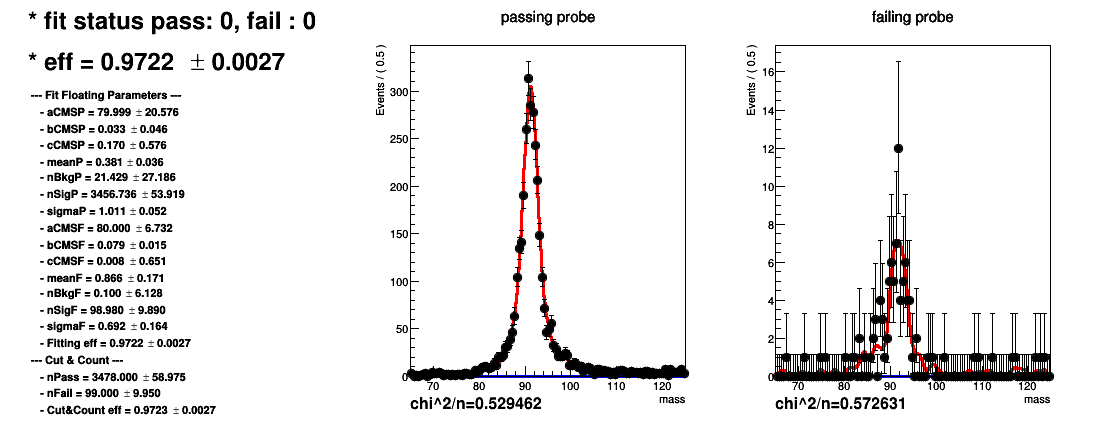 * fit status pass: 0, fail : 0
* eff = 0.9722 ± 0.0027
--- Fit Floating Parameters ---
- aCMSP = 79.999 ± 20.576
- bCMSP = 0.033 ± 0.046
- cCMSP = 0.170 ± 0.576
- meanP = 0.381 ± 0.036
- nBkgP = 21.429 ± 27.186
- nSigP = 3456.736 ± 53.919
- sigmaP = 1.011 ± 0.052
- aCMSF = 80.000 ± 6.732
- bCMSF = 0.079 ± 0.015
- cCMSF = 0.008 ± 0.651
- meanF = 0.866 ± 0.171
- nBkgF = 0.100 ± 6.128
- nSigF = 98.980 ± 9.890
- sigmaF = 0.692 ± 0.164
- Fitting eff = 0.9722 ± 0.0027
--- Cut & Count ---
- nPass = 3478.000 ± 58.975
- nFail = 99.000 ± 9.950
- Cut&Count eff = 0.9723 ± 0.0027
passing probe
Events / ( 0.5 )
300
250
200
150
100
50
0
70 80 90 100 110 120
mass
chi^2/n=0.529462
failing probe
Events / ( 0.5 )
16
14
12
10
8
6
4
2
0
70 80 90 100 110 120
mass
chi^2/n=0.572631